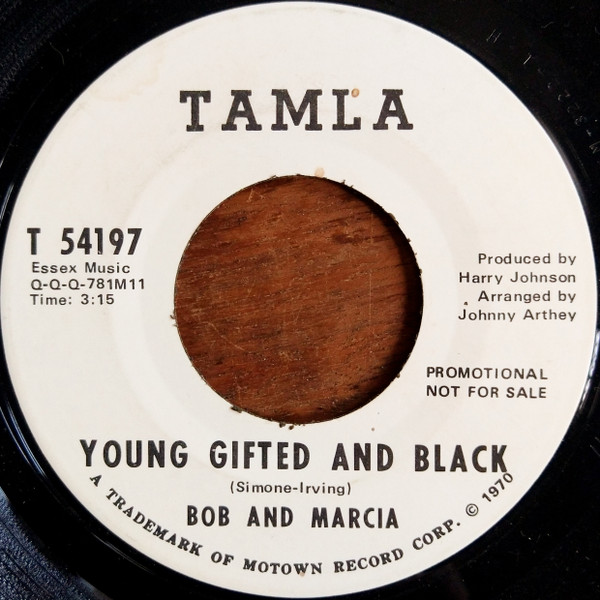 TAMLA
T 54197
Essex Music
Q-Q-Q-781M11
Time: 3:15
Produced by
Harry Johnson
Arranged by
Johnny Arthey
PROMOTIONAL
NOT FOR SALE
YOUNG GIFTED AND BLACK
(Simone-Irving)
BOB AND MARCIA
A TRADEMARK OF MOTOWN RECORD CORP. © 1970